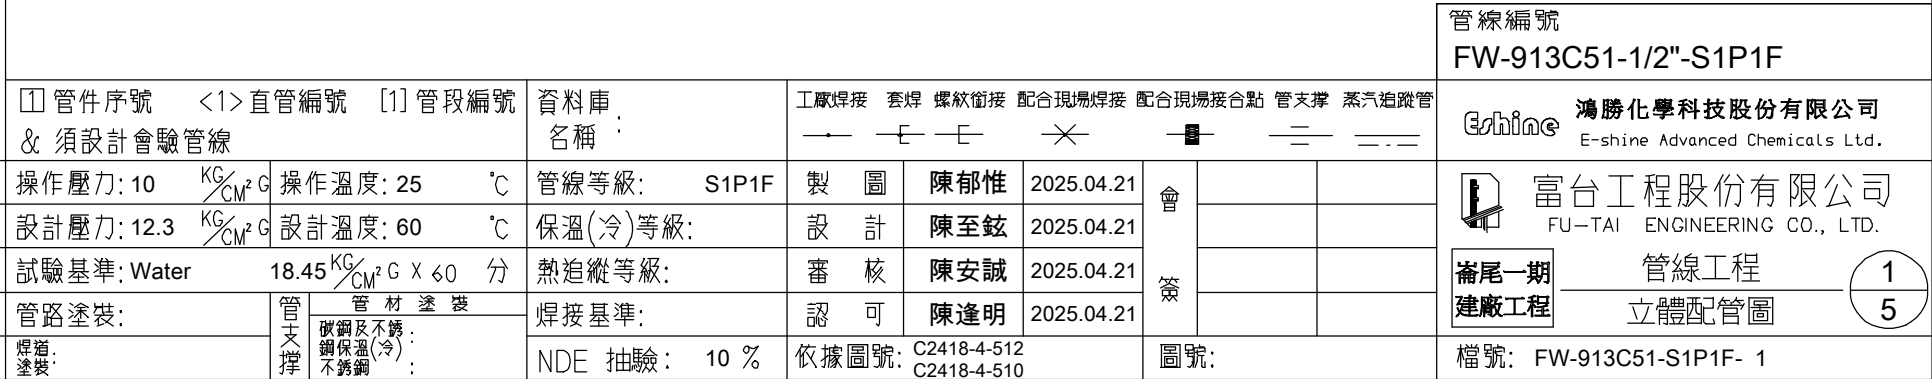 管線編號
FW-913C51-1/2"-S1P1F
1 管件序號 <1>直管編號 [1] 管段編號
& 須設計會驗管線
資料庫
名稱 :
工廠焊接 套焊 螺紋銜接 配合現場焊接 配合現場接合點 管支撐 蒸汽追蹤管
Eshine 鴻勝化學科技股份有限公司
E-shine Advanced Chemicals Ltd.
操作壓力: 10 KG/CM² G 操作溫度: 25 ℃ 管線等級: S1P1F 製 圖 陳郁惟 2025.04.21 會
富台工程股份有限公司
FU-TAI ENGINEERING CO., LTD.
設計壓力: 12.3 KG/CM² G 設計溫度: 60 ℃ 保溫(冷)等級: 設 計 陳至鉉 2025.04.21
試驗基準: Water 18.45 KG/CM² G X 60 分 熱追縱等級: 審 核 陳安誠 2025.04.21 簽
崙尾一期
建廠工程
管線工程
立體配管圖
1
5
管路塗裝: 管支撐 管材塗裝 焊接基準: 認 可 陳逢明 2025.04.21
碳鋼及不銹 :
鋼保溫(冷)
不銹鋼 :
焊道:
塗裝:
NDE 抽驗: 10 % 依據圖號: C2418-4-512
C2418-4-510
圖號:
檔號: FW-913C51-S1P1F- 1